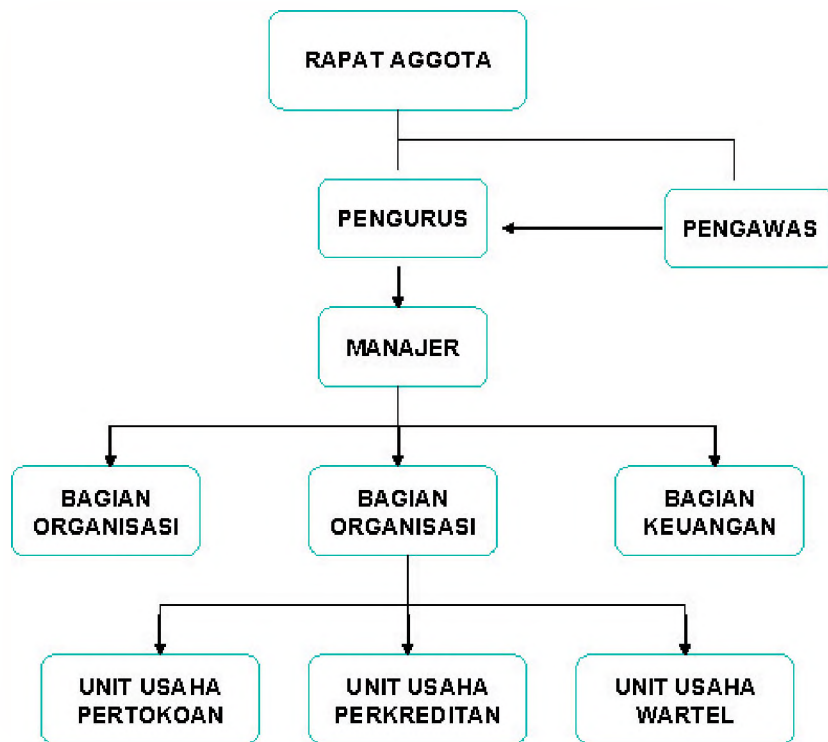 RAPAT AGGOTA
PENGURUS
PENGAWAS
MANAJER
BAGIAN
ORGANISASI
BAGIAN
ORGANISASI
BAGIAN
KEUANGAN
UNIT USAHA
PERTOKOAN
UNIT USAHA
PERKREDITAN
UNIT USAHA
WARTEL